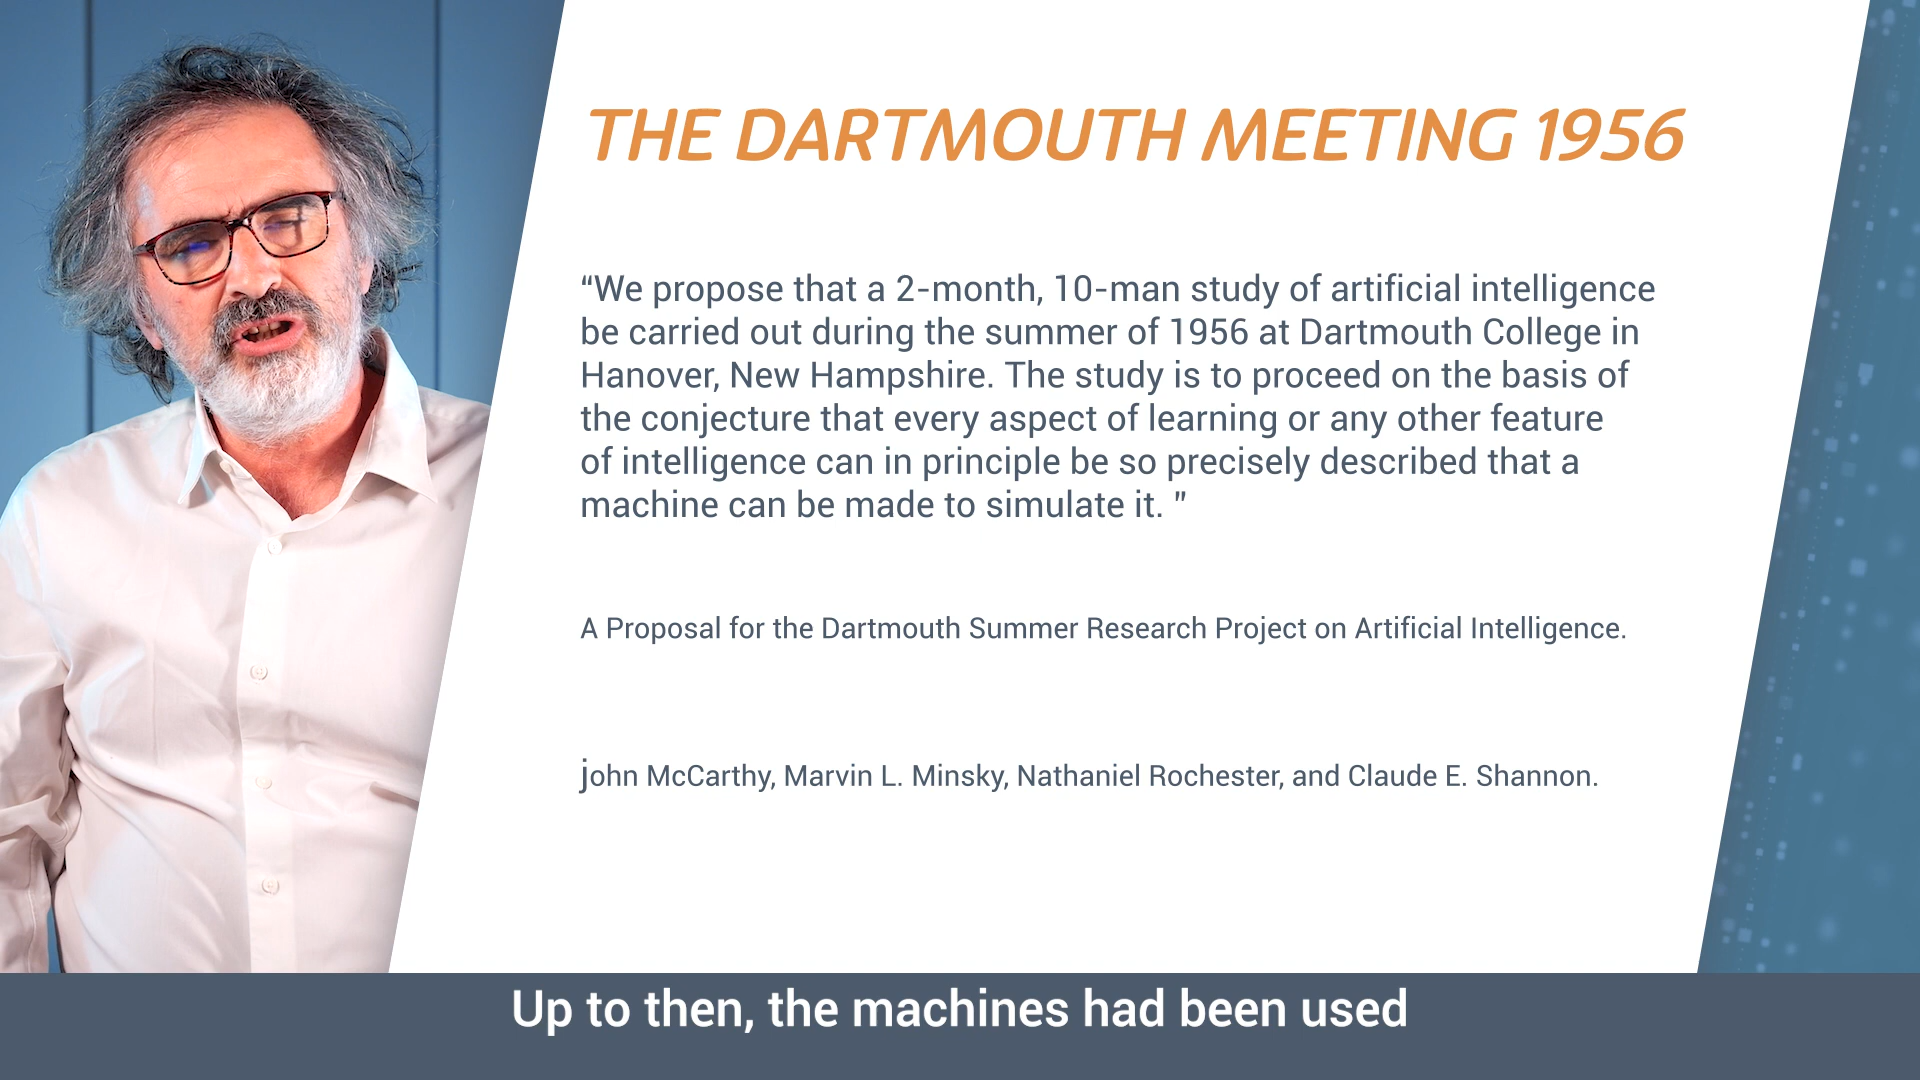 THE DARTMOUTH MEETING 1956
“We propose that a 2-month, 10-man study of artificial intelligence
be carried out during the summer of 1956 at Dartmouth College in
Hanover, New Hampshire. The study is to proceed on the basis of
the conjecture that every aspect of learning or any other feature
of intelligence can in principle be so precisely described that a
machine can be made to simulate it. "
A Proposal for the Dartmouth Summer Research Project on Artificial Intelligence.
john McCarthy, Marvin L. Minsky, Nathaniel Rochester, and Claude E. Shannon.
Up to then, the machines had been used